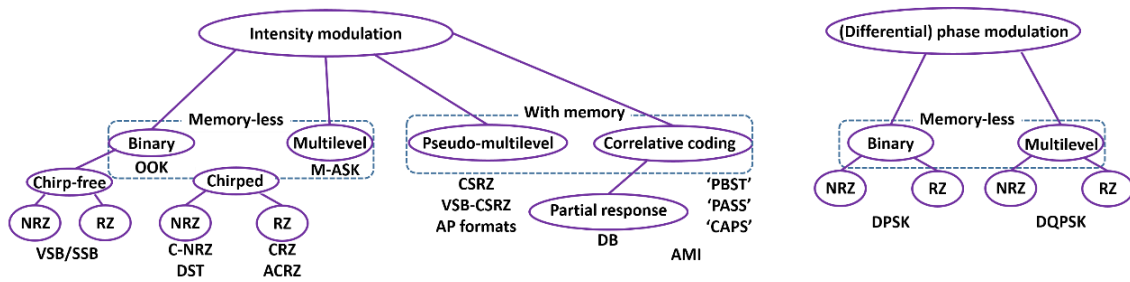 Intensity modulation
(Differential) phase modulation
Memory-less
With memory
Memory-less
Binary
OOK
Multilevel
M-ASK
Pseudo-multilevel
Correlative coding
Binary
Multilevel
Chirp-free
Chirped
CSRZ
VSB-CSRZ
AP formats
Partial response
DB
'PBST'
'PASS'
'CAPS'
AMI
NRZ
RZ
VSB/SSB
NRZ
C-NRZ
DST
RZ
CRZ
ACRZ
NRZ
RZ
DPSK
NRZ
RZ
DQPSK